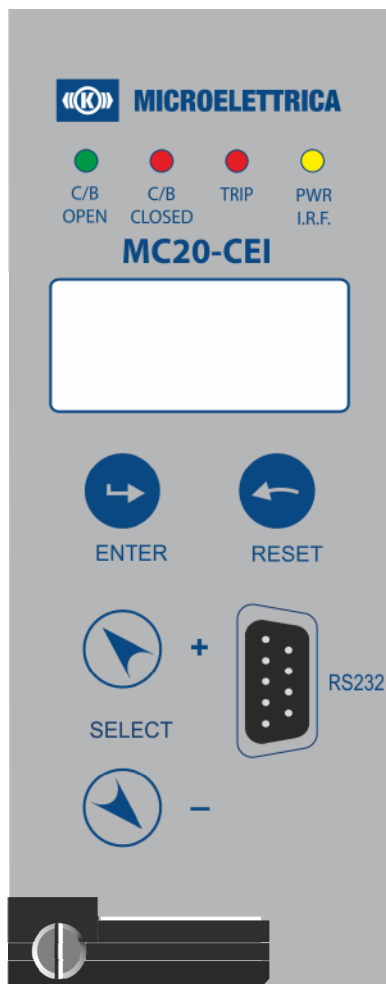 K MICROELETTRICA
C/B OPEN
C/B CLOSED
TRIP
PWR I.R.F.
MC20-CEI
ENTER
RESET
+
RS232
SELECT
–